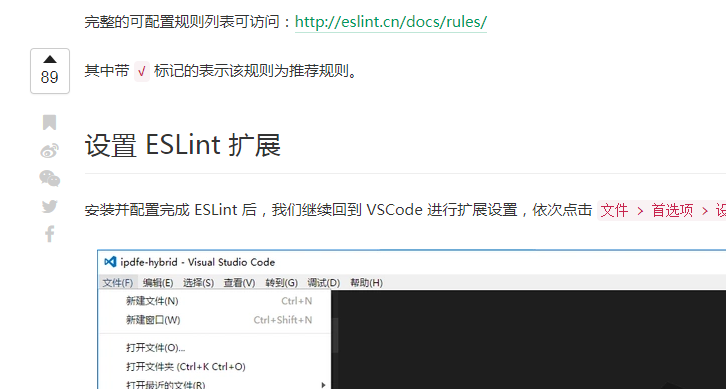 完整的可配置规则列表可访问：http://eslint.cn/docs/rules/
89
其中带 √ 标记的表示该规则为推荐规则。
设置 ESLint 扩展
安装并配置完成 ESLint 后，我们继续回到 VSCode 进行扩展设置，依次点击 文件 > 首选项 > 设
ipdfe-hybrid - Visual Studio Code
文件(F) 编辑(E) 选择(S) 查看(V) 转到(G) 调试(D) 帮助(H)
新建文件(N) Ctrl+N
新建窗口(W) Ctrl+Shift+N
打开文件(O)...
打开文件夹 (Ctrl+K Ctrl+O)
打开最近的文件(R)